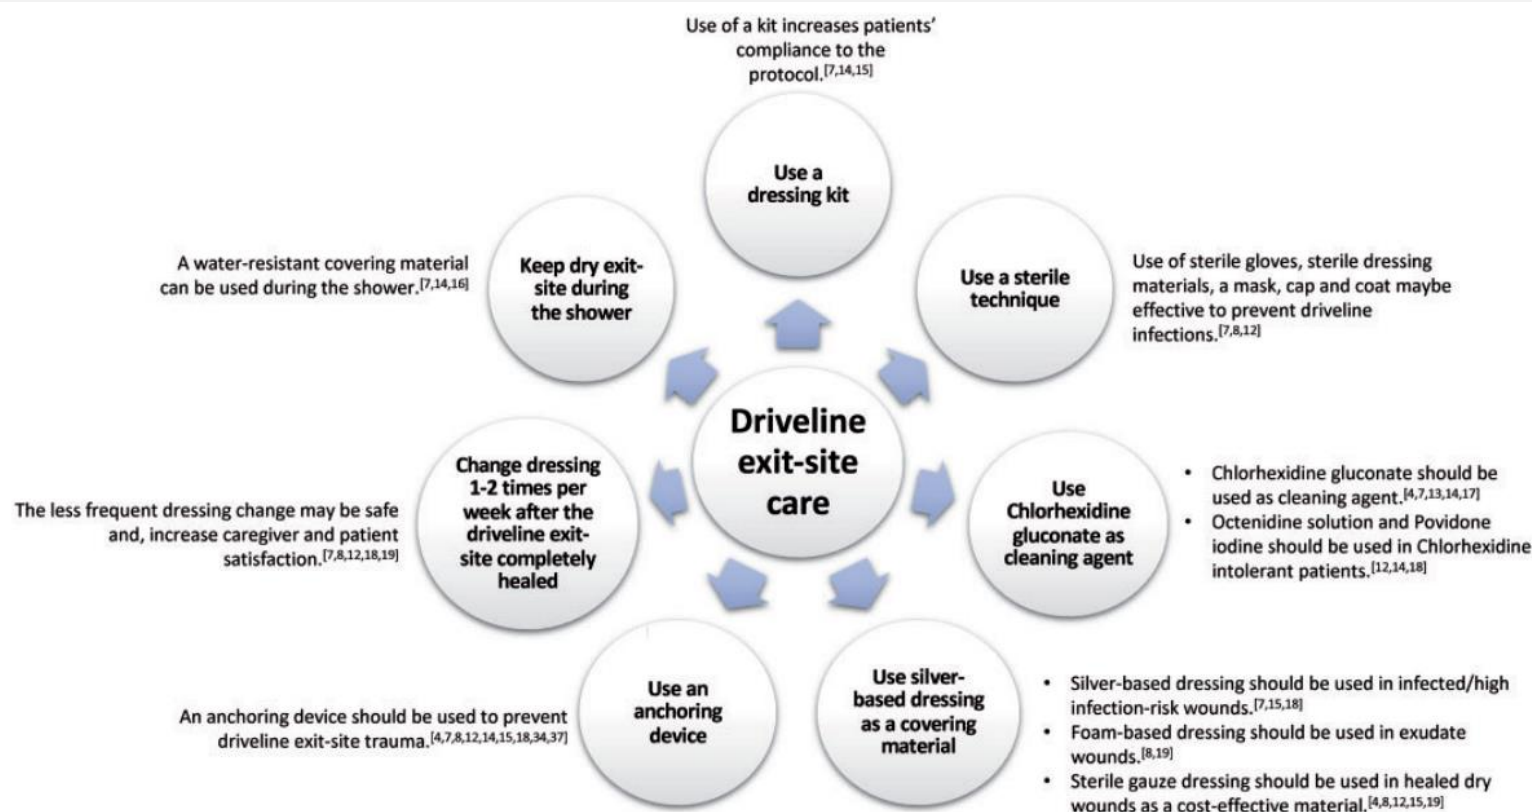 Use of a kit increases patients'
compliance to the
protocol.[7,14,15]
Use a
dressing kit
Use a sterile
technique
Use of sterile gloves, sterile dressing
materials, a mask, cap and coat maybe
effective to prevent driveline
infections.[7,8,12]
Use
Chlorhexidine
gluconate as
cleaning agent
• Chlorhexidine gluconate should be
used as cleaning agent.[4,7,13,14,17]
• Octenidine solution and Povidone
iodine should be used in Chlorhexidine
intolerant patients.[12,14,18]
Use silver-
based dressing
as a covering
material
• Silver-based dressing should be used in infected/high
infection-risk wounds.[7,15,18]
• Foam-based dressing should be used in exudate
wounds.[8,19]
• Sterile gauze dressing should be used in healed dry
wounds as a cost-effective material.[4,8,12,15,19]
Use an
anchoring
device
An anchoring device should be used to prevent
driveline exit-site trauma.[4,7,8,12,14,15,18,34,37]
Change dressing
1-2 times per
week after the
driveline exit-
site completely
healed
The less frequent dressing change may be safe
and, increase caregiver and patient
satisfaction.[7,8,12,18,19]
Keep dry exit-
site during
the shower
A water-resistant covering material
can be used during the shower.[7,14,16]
Driveline
exit-site
care